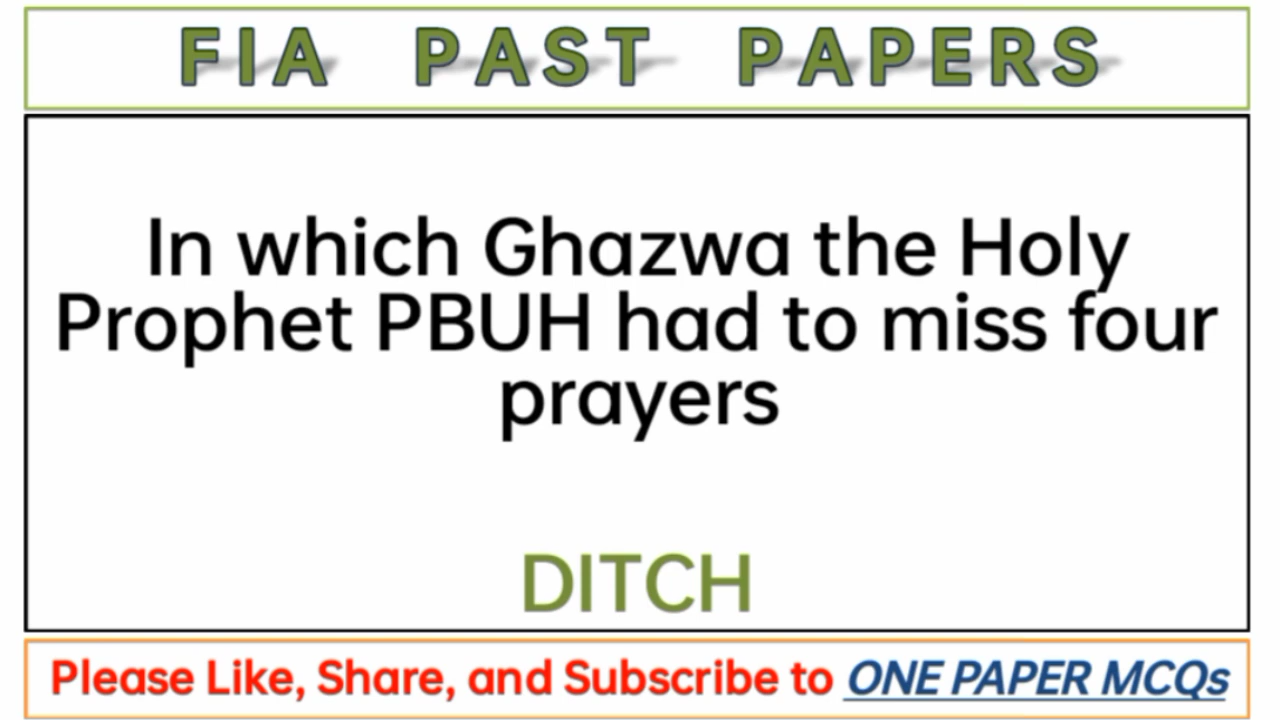 FIA PAST PAPERS
In which Ghazwa the Holy
Prophet PBUH had to miss four
prayers
DITCH
Please Like, Share, and Subscribe to ONE PAPER MCQs